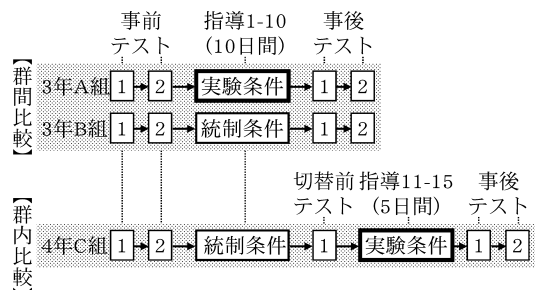 事前 指導1-10 事後
テスト (10日間) テスト
【群間比較】
3年A組 1 2 実験条件 1 2
3年B組 1 2 統制条件 1 2
切替前 指導11-15 事後
テスト (5日間) テスト
【群内比較】
4年C組 1 2 統制条件 1 実験条件 1 2